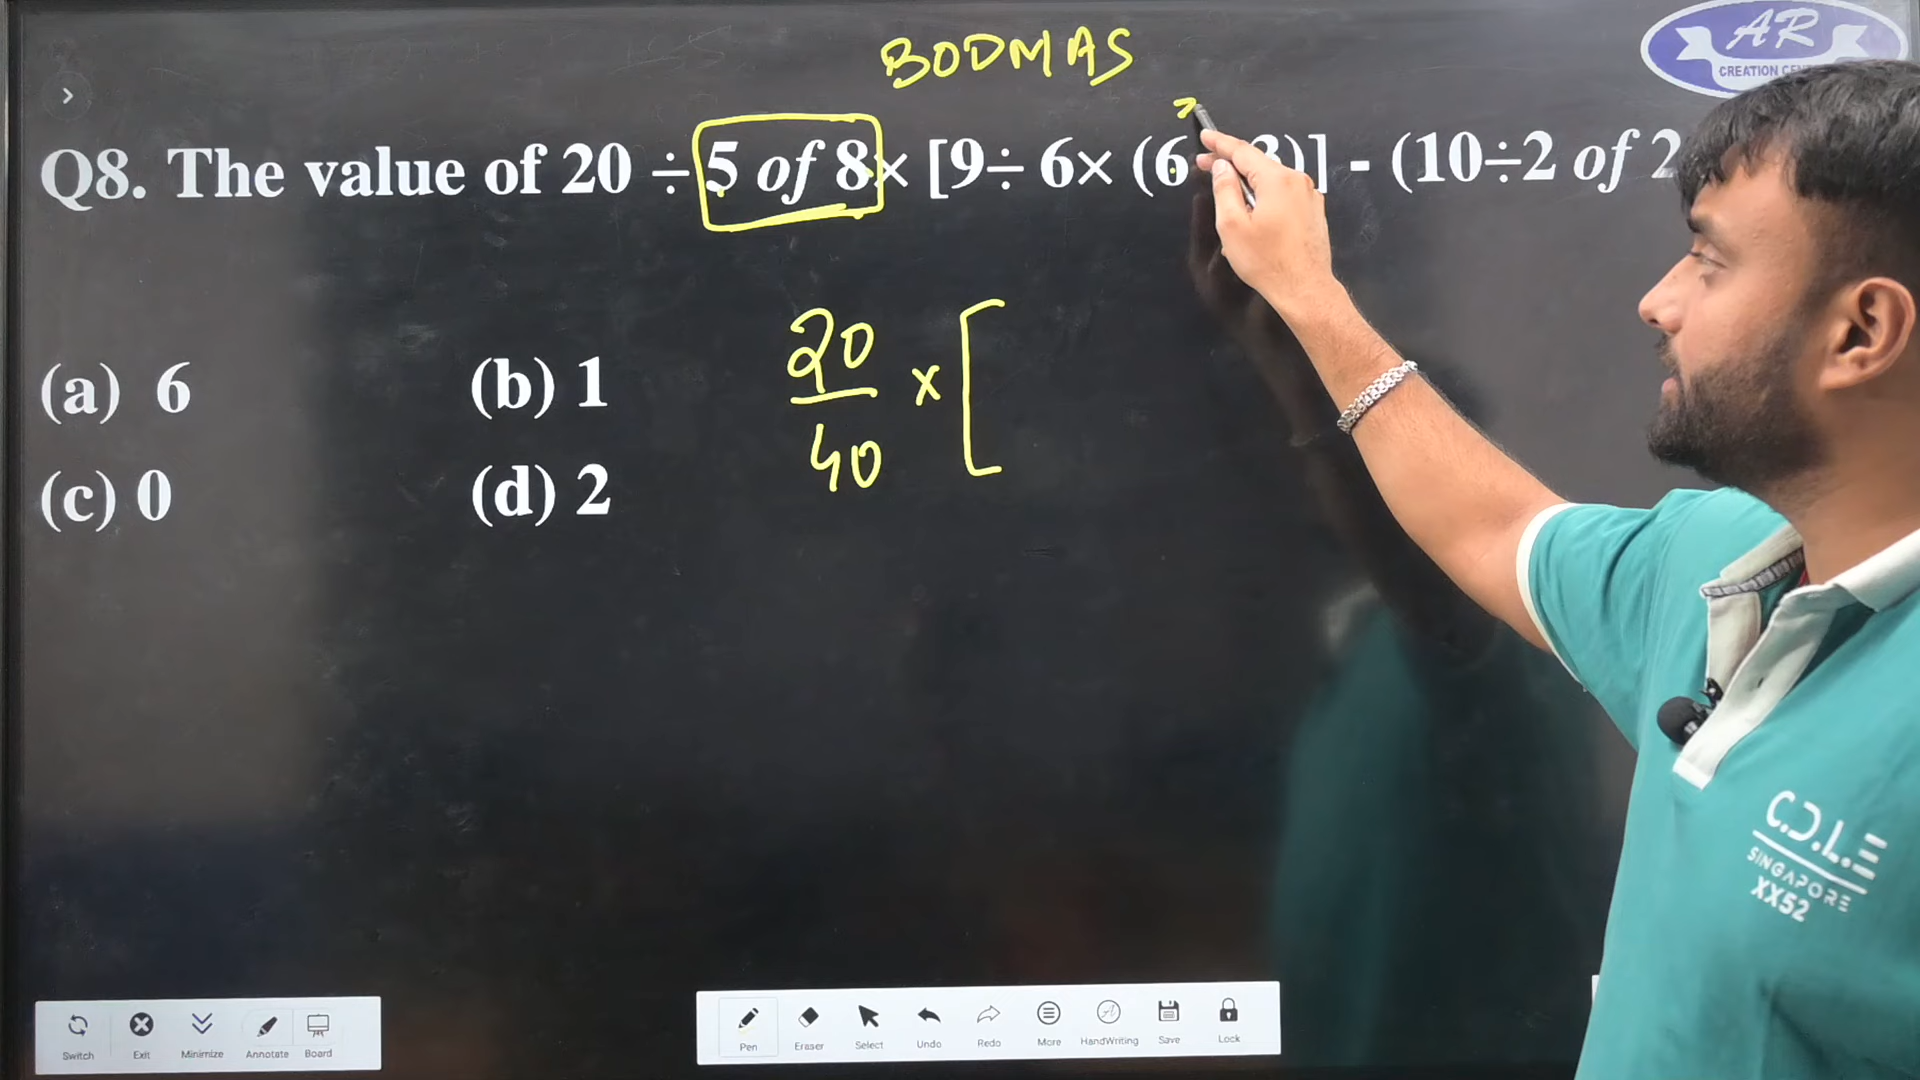 BODMAS
AR
CREATION CENT
Q8. The value of 20 ÷ 5 of 8 × [9÷ 6× (6 3)] - (10÷2 of 2
20
40
× [
(a) 6 (b) 1
(c) 0 (d) 2
C.D.L.E
SINGAPORE
XX52
Switch Exit Minimize Annotate Board
Pen Eraser Select Undo Redo More HandWriting Save Lock